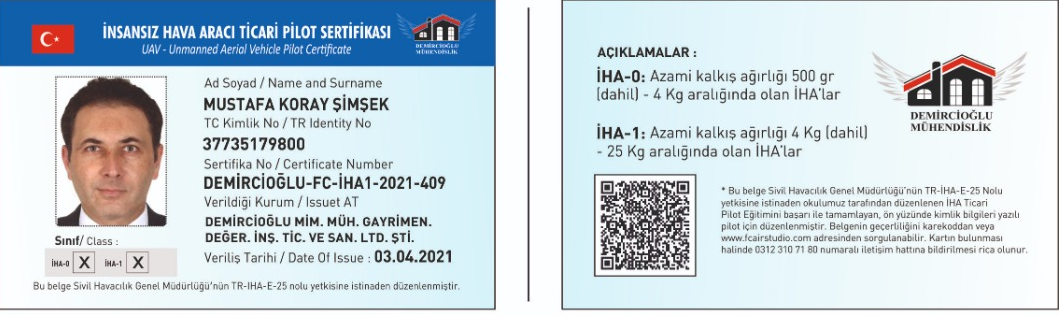 İNSANSIZ HAVA ARACI TİCARİ PİLOT SERTİFİKASI
UAV - Unmanned Aerial Vehicle Pilot Certificate
DEMİRCİOĞLU
MÜHENDİSLİK
Ad Soyad / Name and Surname
MUSTAFA KORAY ŞİMŞEK
TC Kimlik No / TR Identity No
37735179800
Sertifika No / Certificate Number
DEMİRCİOĞLU-FC-İHA1-2021-409
Verildiği Kurum / Issuet AT
DEMİRCİOĞLU MİM. MÜH. GAYRİMEN.
DEĞER. İNŞ. TİC. VE SAN. LTD. ŞTİ.
Veriliş Tarihi / Date Of Issue : 03.04.2021
Sınıf/ Class :
İHA-0 X İHA-1 X
Bu belge Sivil Havacılık Genel Müdürlüğü'nün TR-IHA-E-25 nolu yetkisine istinaden düzenlenmiştir.
AÇIKLAMALAR :
İHA-0: Azami kalkış ağırlığı 500 gr
(dahil) - 4 Kg aralığında olan İHA'lar
İHA-1: Azami kalkış ağırlığı 4 Kg (dahil)
- 25 Kg aralığında olan İHA'lar
DEMİRCİOĞLU
MÜHENDİSLİK
* Bu belge Sivil Havacılık Genel Müdürlüğü'nün TR-İHA-E-25 Nolu
yetkisine istinaden okulumuz tarafından düzenlenen İHA Ticari
Pilot Eğitimini başarı ile tamamlayan, ön yüzünde kimlik bilgileri yazılı
pilot için düzenlenmiştir. Belgenin geçerliliğini karekoddan veya
www.fcairstudio.com adresinden sorgulanabilir. Kartın bulunması
halinde 0312 310 71 80 numaralı iletişim hattına bildirilmesi rica olunur.